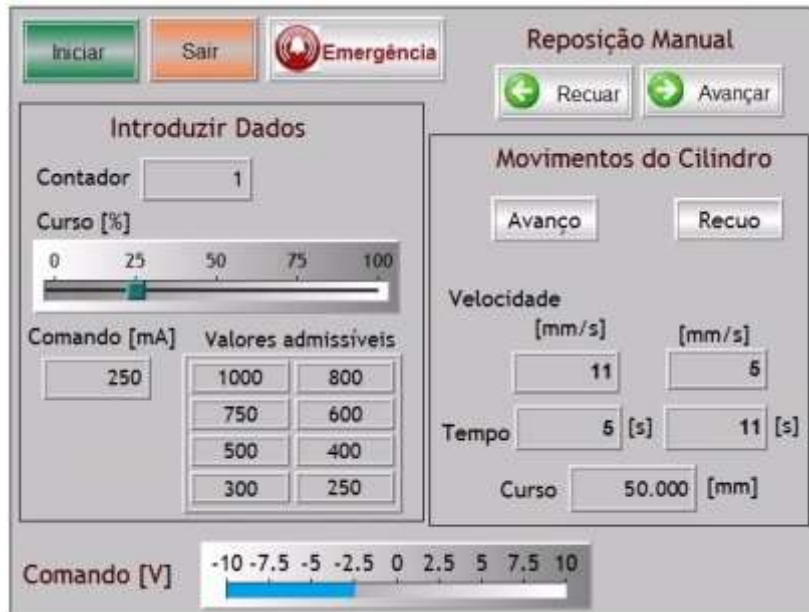 Iniciar
Sair
Emergência
Reposição Manual
Recuar
Avançar
Introduzir Dados
Contador
1
Curso [%]
0 25 50 75 100
Comando [mA]
250
Valores admissíveis
1000 800
750 600
500 400
300 250
Movimentos do Cilindro
Avanço Recuo
Velocidade
[mm/s] [mm/s]
11 5
Tempo 5 [s] 11 [s]
Curso 50.000 [mm]
Comando [V]
-10 -7.5 -5 -2.5 0 2.5 5 7.5 10